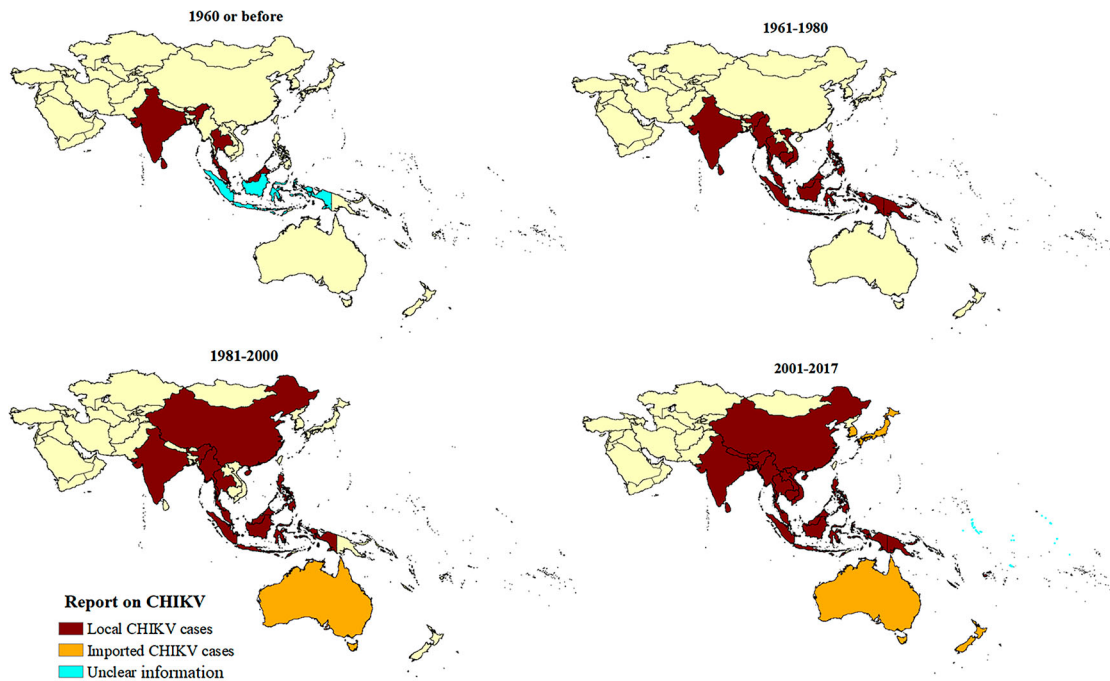 1960 or before
1961-1980
1981-2000
2001-2017
Report on CHIKV
Local CHIKV cases
Imported CHIKV cases
Unclear information